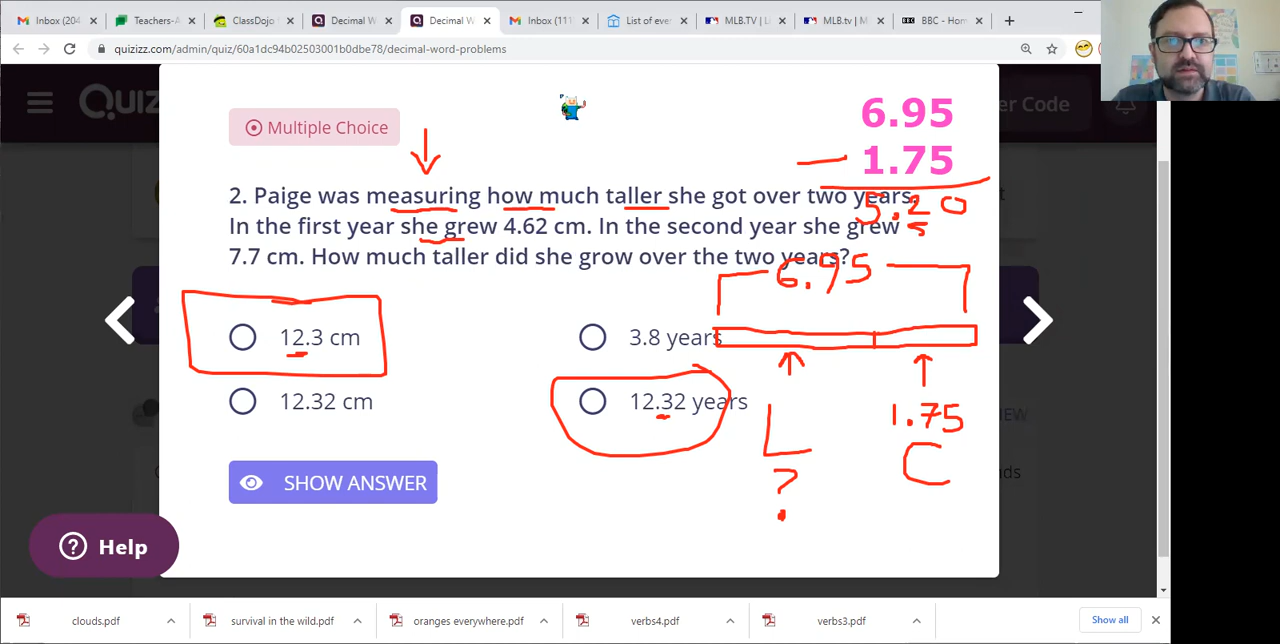 Inbox (204
Teachers-A
ClassDojo
Decimal W
Decimal W
Inbox (111
List of eve
MLB.TV | L
MLB.tv | M
BBC - Hom
quizizz.com/admin/quiz/60a1dc94b02503001b0dbe78/decimal-word-problems
Quiz
er Code
Multiple Choice
6.95
1.75
5.20
5
2. Paige was measuring how much taller she got over two years.
In the first year she grew 4.62 cm. In the second year she grew
7.7 cm. How much taller did she grow over the two years?
6.95
12.3 cm
3.8 years
12.32 cm
12.32 years
1.75
L
C
?
SHOW ANSWER
Help
clouds.pdf
survival in the wild.pdf
oranges everywhere.pdf
verbs4.pdf
verbs3.pdf
Show all